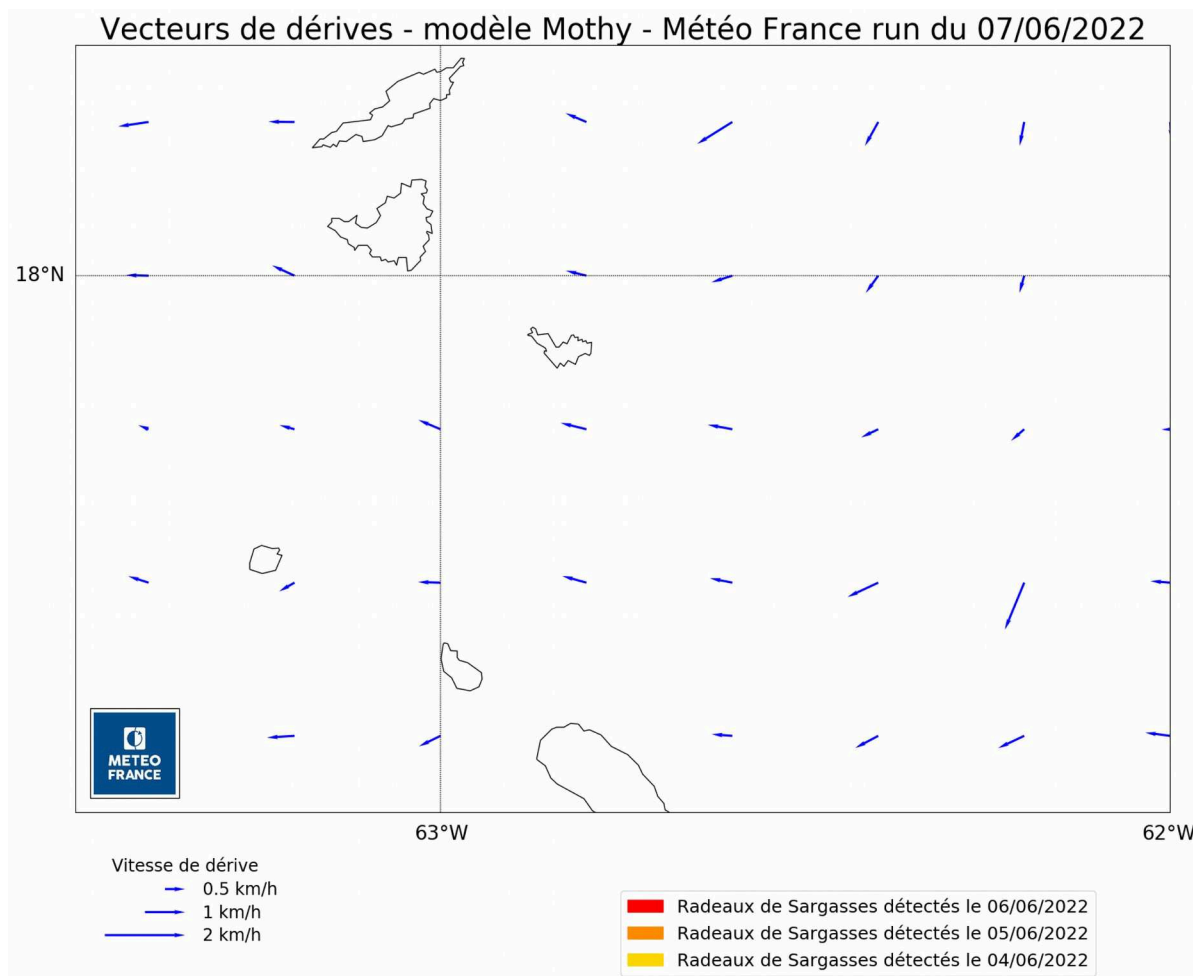 Vecteurs de dérives - modèle Mothy - Météo France run du 07/06/2022
18°N
METEO
FRANCE
63°W
62°W
Vitesse de dérive
0.5 km/h
1 km/h
2 km/h
Radeaux de Sargasses détectés le 06/06/2022
Radeaux de Sargasses détectés le 05/06/2022
Radeaux de Sargasses détectés le 04/06/2022